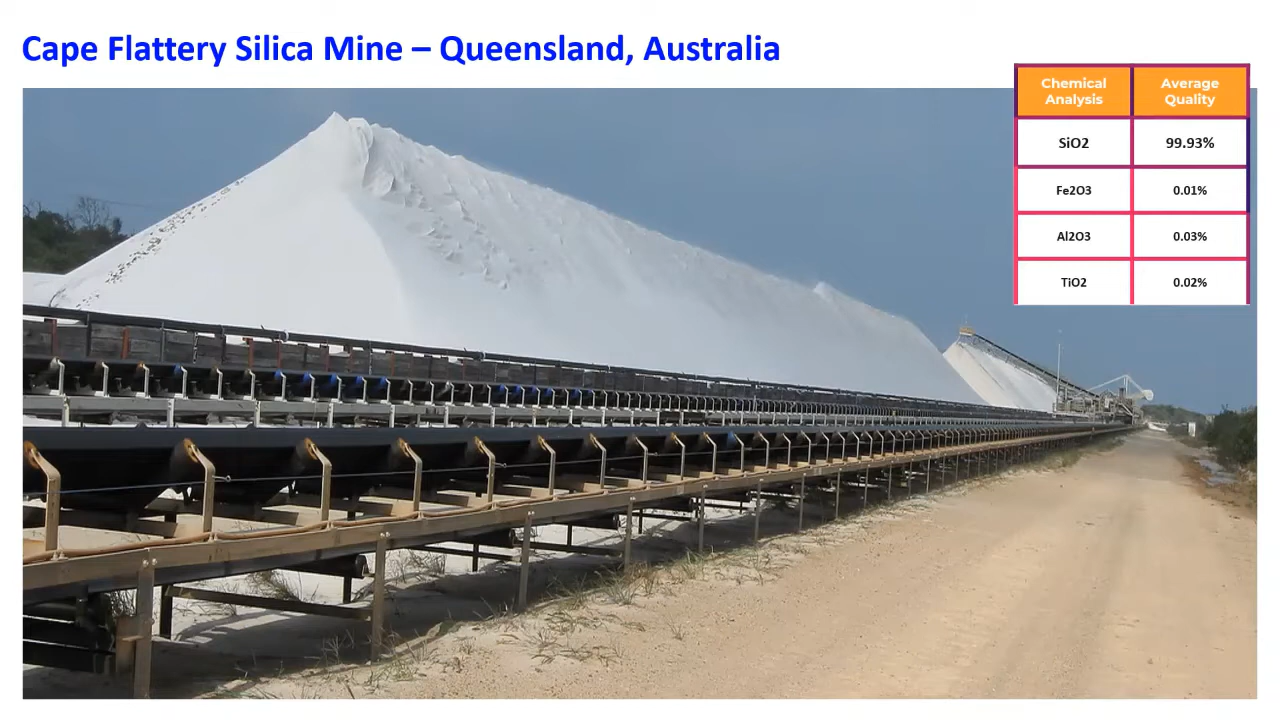 Cape Flattery Silica Mine – Queensland, Australia
Chemical Analysis Average Quality
SiO2 99.93%
Fe2O3 0.01%
Al2O3 0.03%
TiO2 0.02%